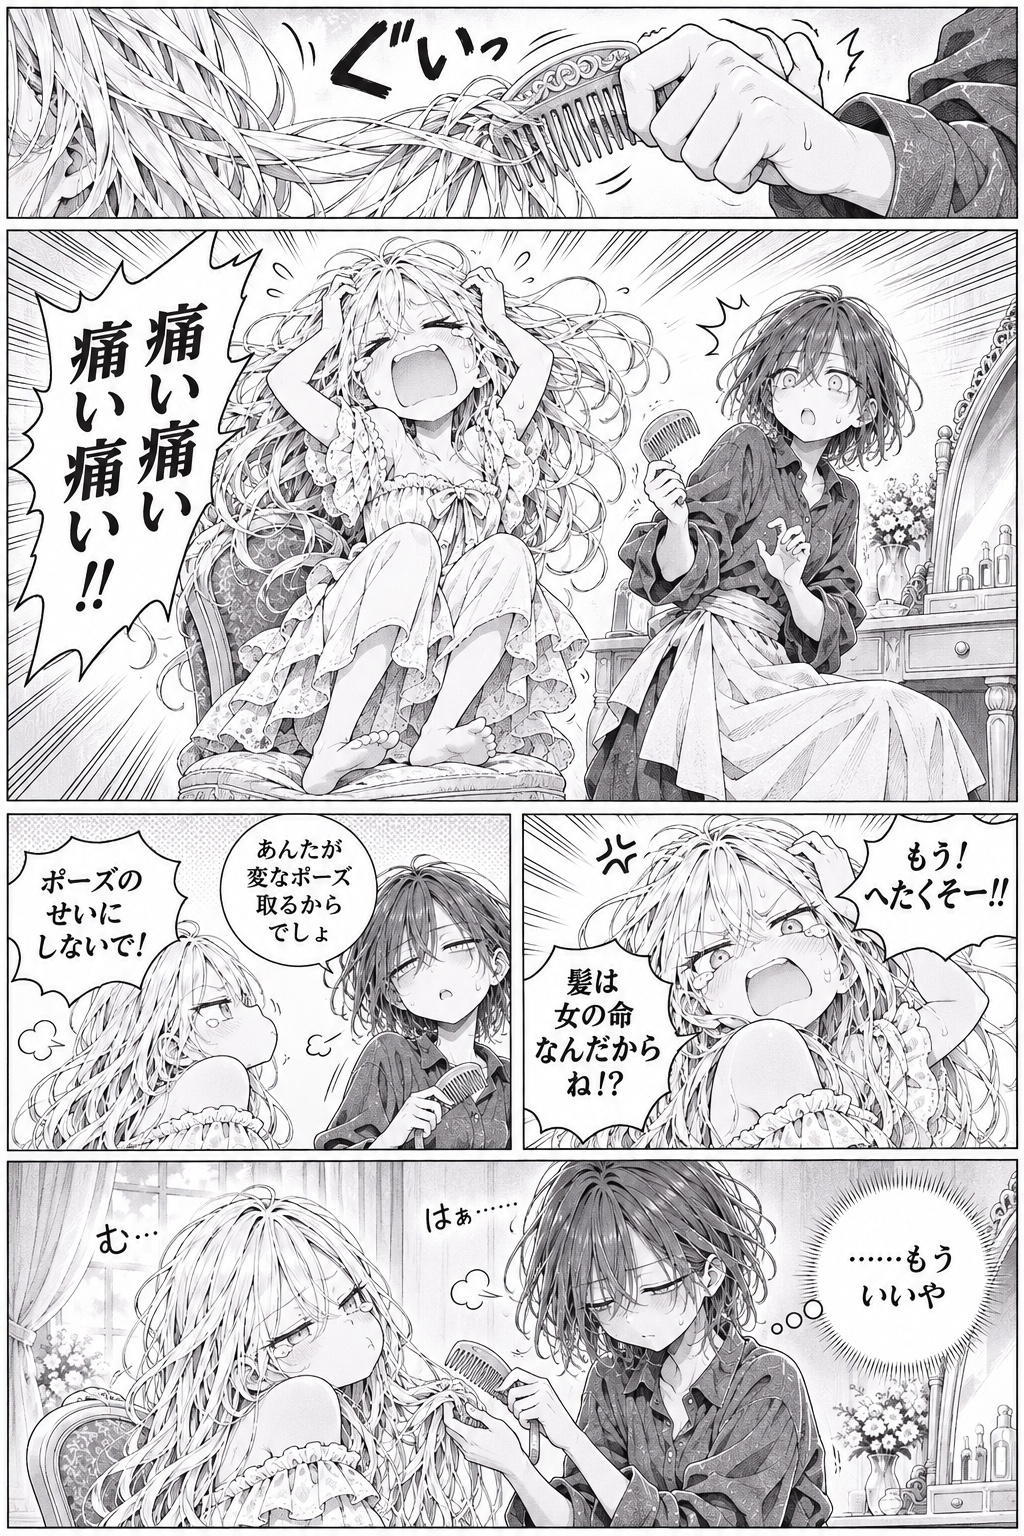 ぐいっ
痛い痛い
痛い痛い!!
もう!
へたくそー!!
髪は
女の命
なんだから
ね!?
あんたが
変なポーズ
取るから
でしょ
ポーズの
せいに
しないで!
……もう
いいや
はぁ……
む…